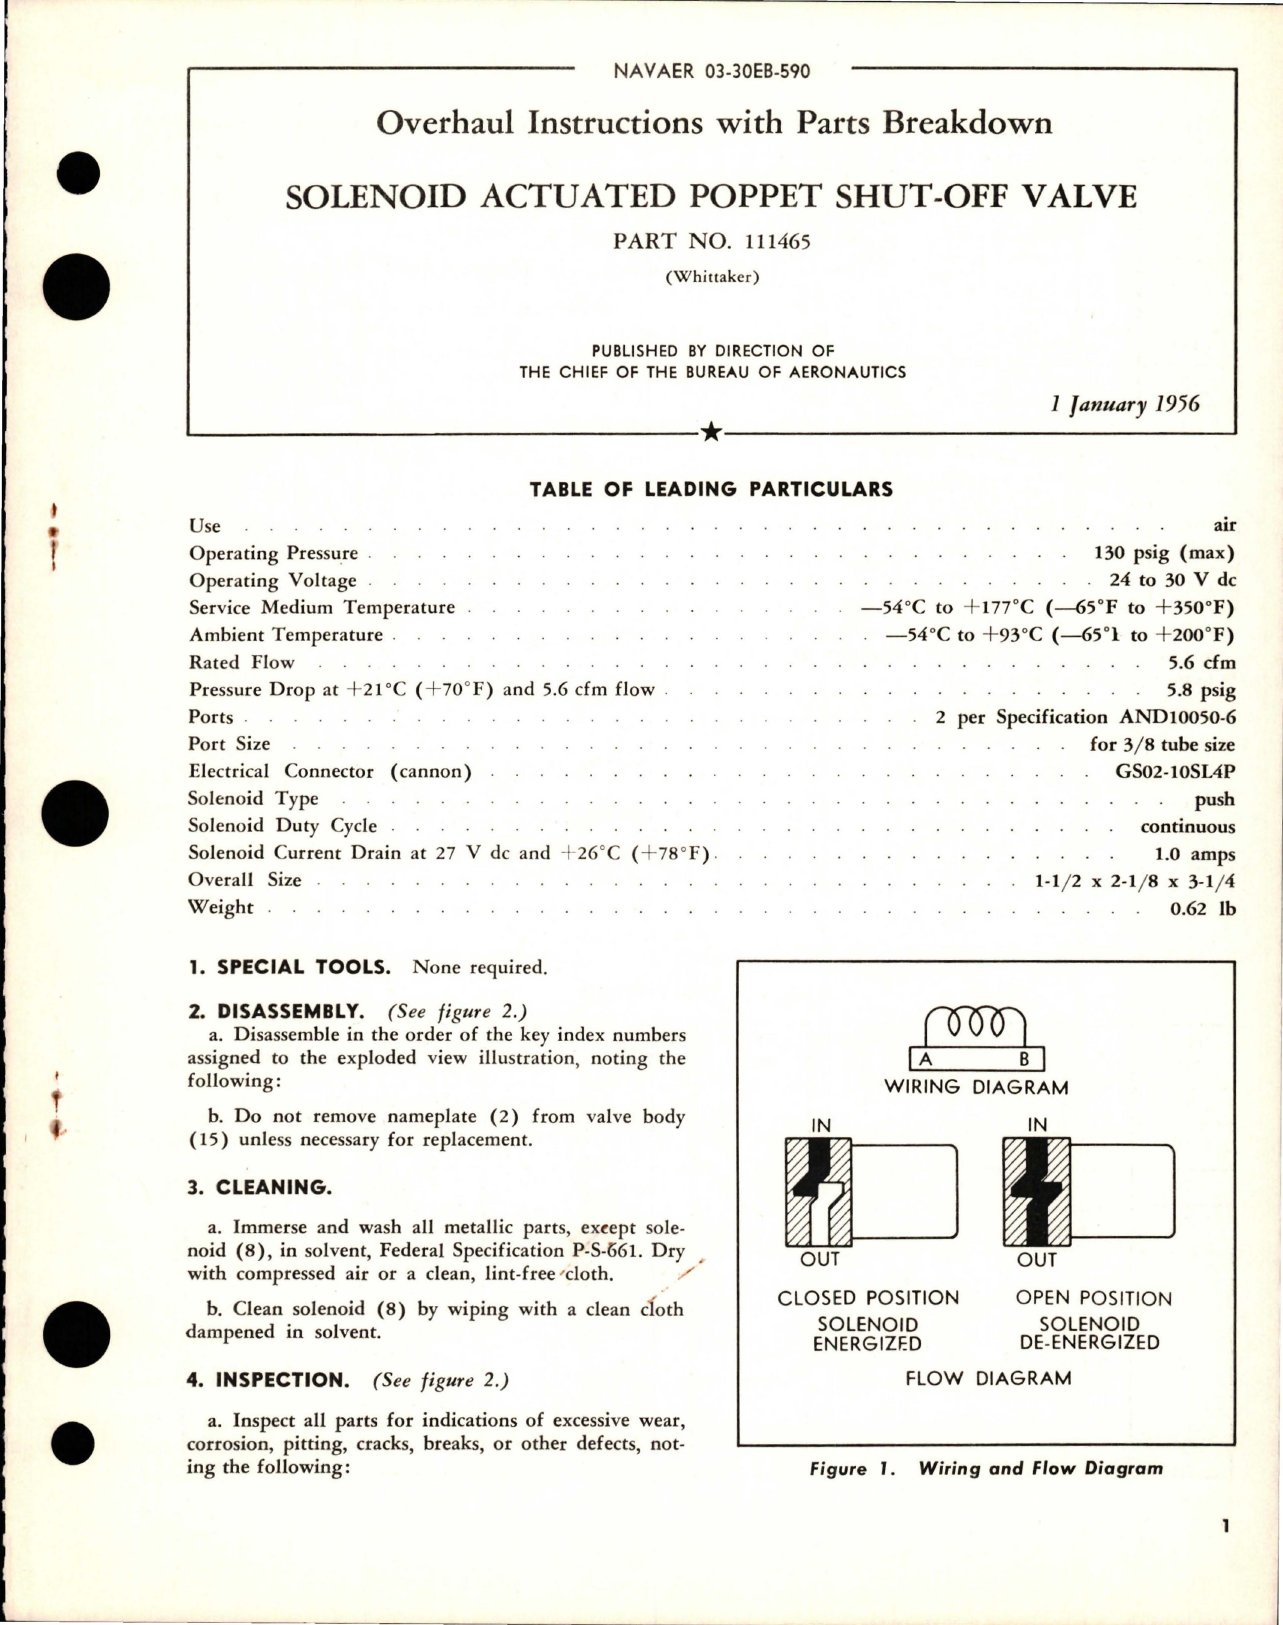 NAVAER 03-30EB-590
Overhaul Instructions with Parts Breakdown
SOLENOID ACTUATED POPPET SHUT-OFF VALVE
PART NO. 111465
(Whittaker)
PUBLISHED BY DIRECTION OF
THE CHIEF OF THE BUREAU OF AERONAUTICS
1 January 1956
TABLE OF LEADING PARTICULARS
Use . . . . . air
Operating Pressure . . . . . 130 psig (max)
Operating Voltage . . . . . 24 to 30 V dc
Service Medium Temperature . . . . . —54°C to +177°C (—65°F to +350°F)
Ambient Temperature . . . . . —54°C to +93°C (—65°1 to +200°F)
Rated Flow . . . . . 5.6 cfm
Pressure Drop at +21°C (+70°F) and 5.6 cfm flow . . . . . 5.8 psig
Ports . . . . . 2 per Specification AND10050-6
Port Size . . . . . for 3/8 tube size
Electrical Connector (cannon) . . . . . GS02-10SL4P
Solenoid Type . . . . . push
Solenoid Duty Cycle . . . . . continuous
Solenoid Current Drain at 27 V dc and +26°C (+78°F) . . . . . 1.0 amps
Overall Size . . . . . 1-1/2 x 2-1/8 x 3-1/4
Weight . . . . . 0.62 lb
1. SPECIAL TOOLS. None required.
2. DISASSEMBLY. (See figure 2.)
a. Disassemble in the order of the key index numbers
assigned to the exploded view illustration, noting the
following:
b. Do not remove nameplate (2) from valve body
(15) unless necessary for replacement.
3. CLEANING.
a. Immerse and wash all metallic parts, except sole-
noid (8), in solvent, Federal Specification P-S-661. Dry
with compressed air or a clean, lint-free cloth.
b. Clean solenoid (8) by wiping with a clean cloth
dampened in solvent.
4. INSPECTION. (See figure 2.)
a. Inspect all parts for indications of excessive wear,
corrosion, pitting, cracks, breaks, or other defects, not-
ing the following:
A B
WIRING DIAGRAM
IN IN
OUT OUT
CLOSED POSITION OPEN POSITION
SOLENOID SOLENOID
ENERGIZED DE-ENERGIZED
FLOW DIAGRAM
Figure 1. Wiring and Flow Diagram
1